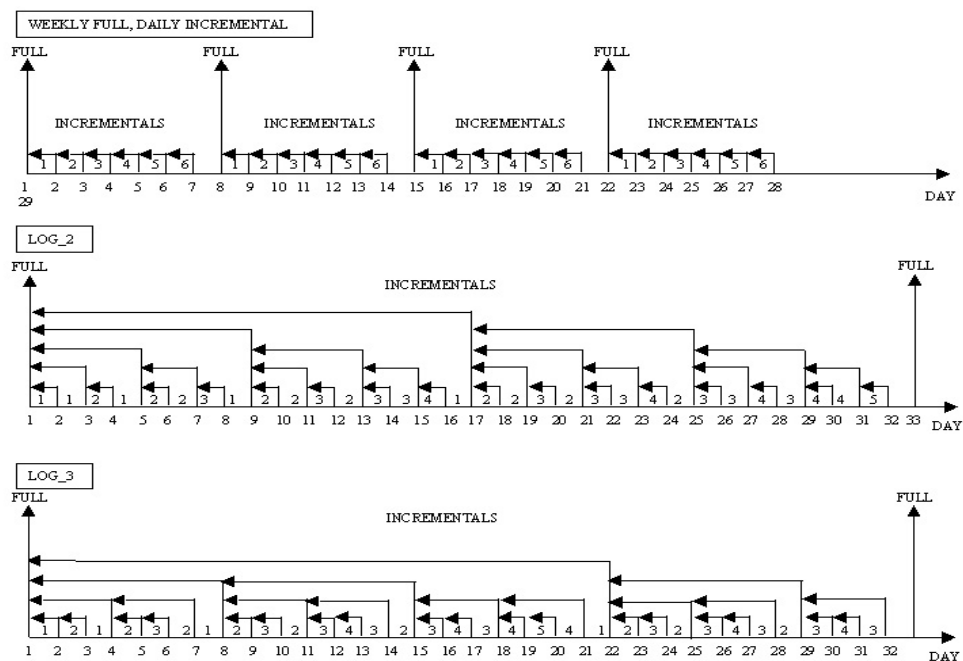 WEEKLY FULL, DAILY INCREMENTAL
FULL FULL FULL FULL
INCREMENTALS INCREMENTALS INCREMENTALS INCREMENTALS
1 2 3 4 5 6 1 2 3 4 5 6 1 2 3 4 5 6 1 2 3 4 5 6
1 2 3 4 5 6 7 8 9 10 11 12 13 14 15 16 17 18 19 20 21 22 23 24 25 26 27 28
29
DAY
LOG_2
FULL FULL
INCREMENTALS
1 1 2 1 2 2 3 1 2 2 3 2 3 3 4 1 2 2 3 2 3 3 4 2 3 3 4 3 4 4 5
1 2 3 4 5 6 7 8 9 10 11 12 13 14 15 16 17 18 19 20 21 22 23 24 25 26 27 28 29 30 31 32 33 DAY
LOG_3
FULL FULL
INCREMENTALS
1 2 1 2 3 2 1 2 3 2 3 4 3 2 3 4 3 4 5 4 1 2 3 2 3 4 3 2 3 4 3
1 2 3 4 5 6 7 8 9 10 11 12 13 14 15 16 17 18 19 20 21 22 23 24 25 26 27 28 29 30 31 32 DAY